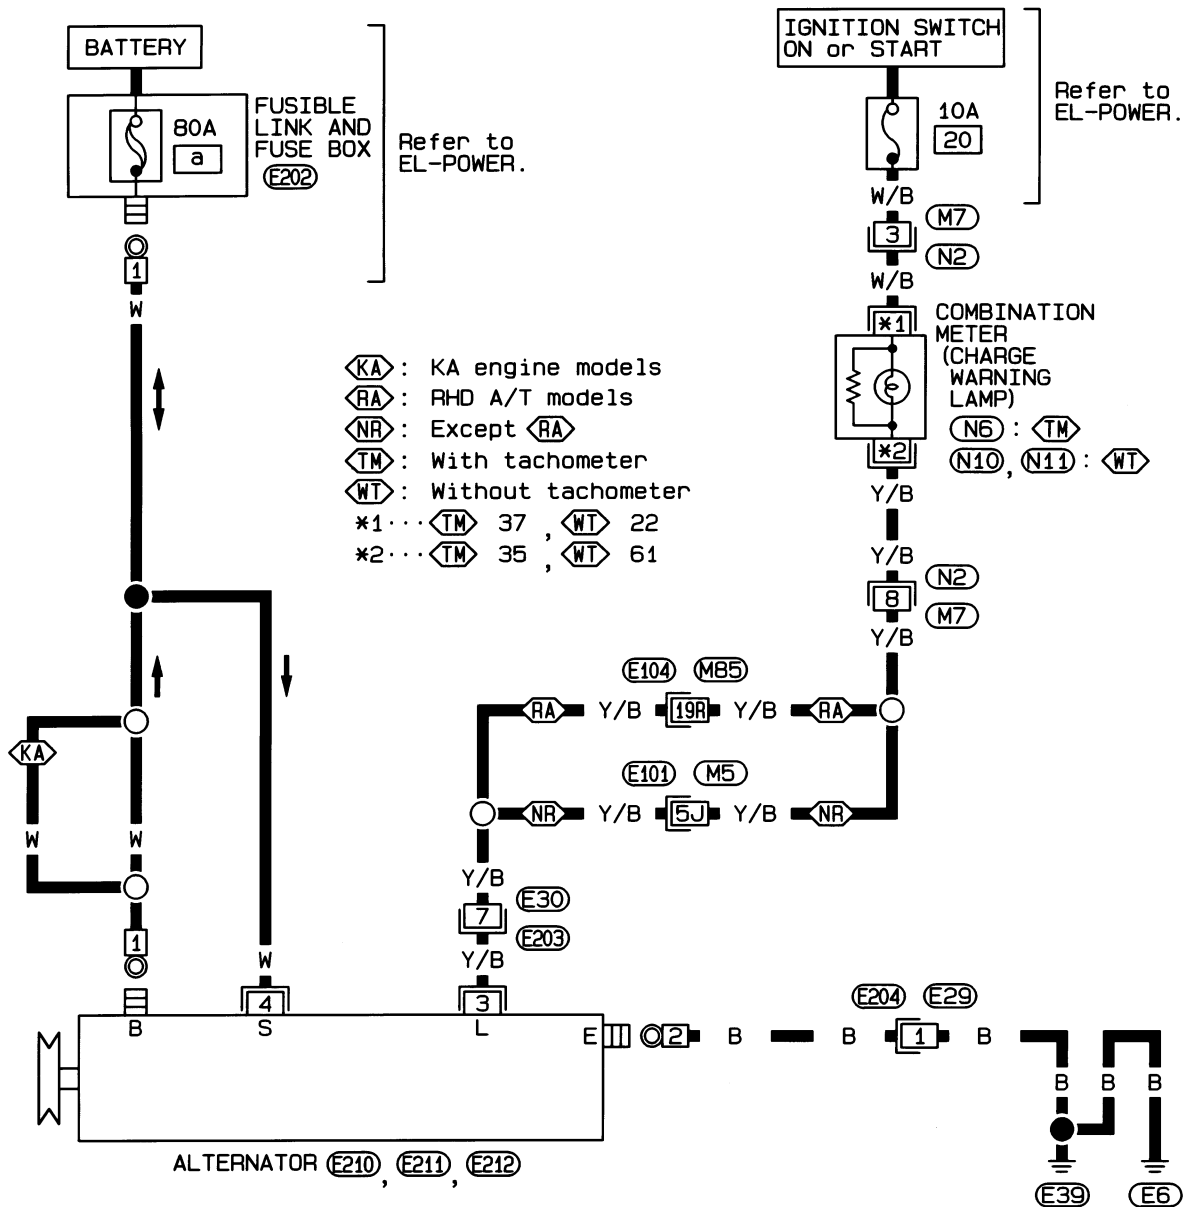 BATTERY
80A
a
FUSIBLE
LINK AND
FUSE BOX
E202
Refer to
EL-POWER.
IGNITION SWITCH
ON or START
10A
20
Refer to
EL-POWER.
W/B
3
M7
N2
W/B
1
W
*1
COMBINATION
METER
(CHARGE
WARNING
LAMP)
N6 : TM
N10 , N11 : WT
*2
Y/B
KA : KA engine models
RA : RHD A/T models
NR : Except RA
TM : With tachometer
WT : Without tachometer
*1··· TM 37 , WT 22
*2··· TM 35 , WT 61
Y/B
8
N2
M7
Y/B
E104 M85
RA Y/B 19R Y/B RA
E101 M5
NR Y/B 5J Y/B NR
KA
W
W
1
W
Y/B
7
E30
E203
Y/B
4
3
B
S
L
E
2 B B 1 B
E204 E29
B B B
E39
E6
ALTERNATOR E210 , E211 , E212